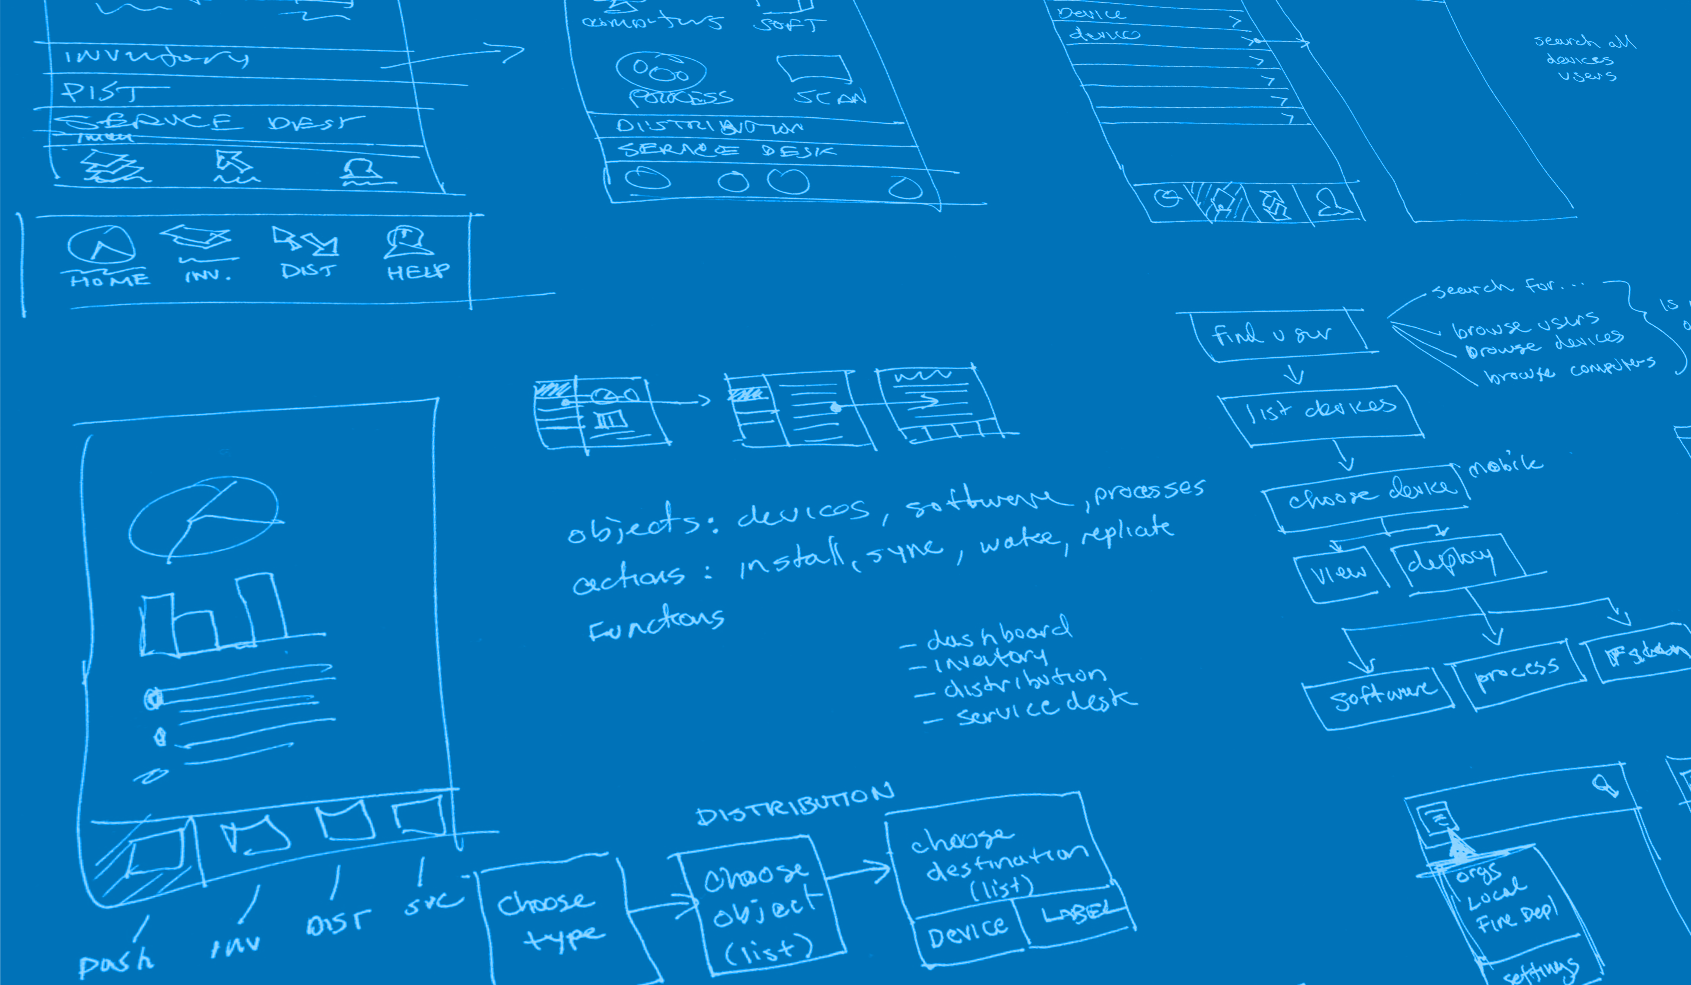 computers
SOFT
inventory
DIST
SERVICE DEST
PROCESS
SCAN
DISTRIBUTION
SERVICE DESK
Device
device
search all
devices
users
HOME
INV.
DIST
HELP
search for...
find user
browse users
browse devices
browse computers
is
list devices
choose device
mobile
view
deploy
software
process
objects: devices, software, processes
actions: install, sync, wake, replicate
Functions
- dashboard
- inventory
- distribution
- service desk
Dash
INV
DIST
SVC
DISTRIBUTION
choose
type
choose
object
(list)
choose
destination
(list)
DEVICE
LABEL
orgs
Local
Fire Dept
settings